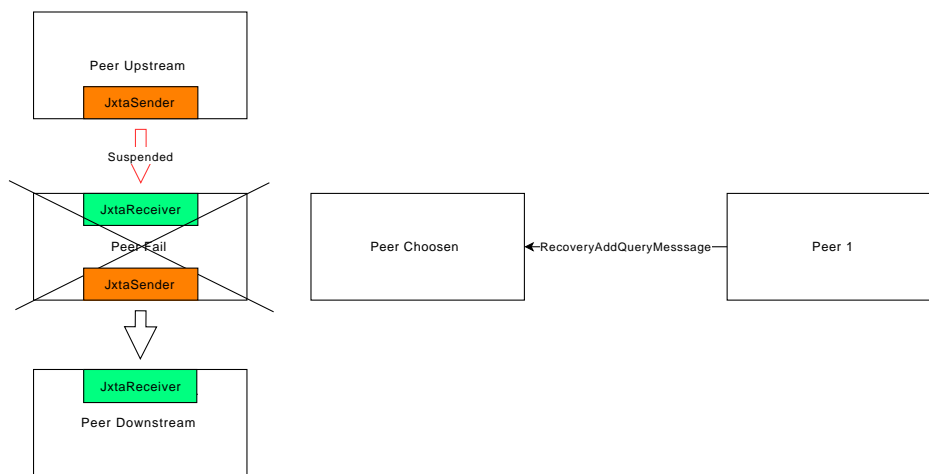 Peer Upstream
JxtaSender
Suspended
JxtaReceiver
Peer Fail
JxtaSender
Peer Choosen
RecoveryAddQueryMesssage
Peer 1
JxtaReceiver
Peer Downstream